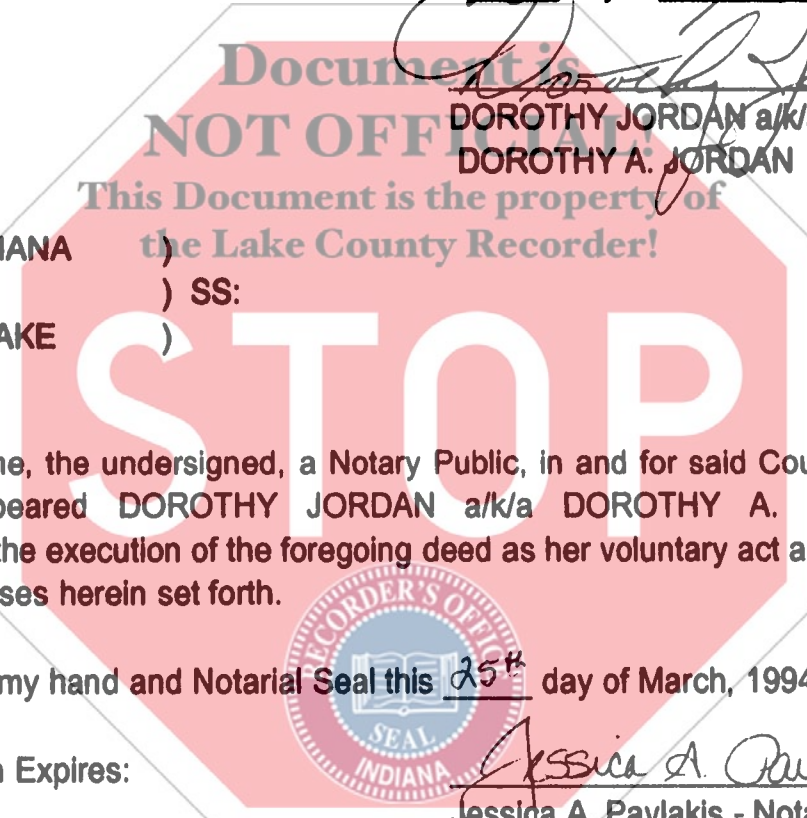 Document is
NOT OFFICIAL!
This Document is the property of
the Lake County Recorder!
DOROTHY JORDAN a/k/
DOROTHY A. JORDAN
IANA )
) SS:
AKE )
STOP
ne, the undersigned, a Notary Public, in and for said Cou
peared DOROTHY JORDAN a/k/a DOROTHY A.
the execution of the foregoing deed as her voluntary act a
ses herein set forth.
RECORDER'S OFFICE
SEAL
INDIANA
my hand and Notarial Seal this 25th day of March, 1994
n Expires:
Jessica A. Pav
Jessica A. Pavlakis - Nota